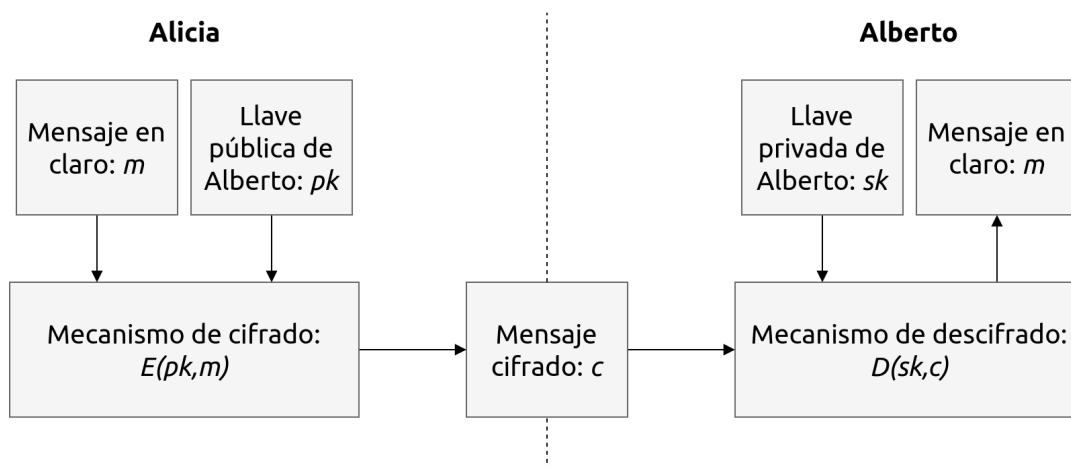 Alicia
Alberto
Mensaje en
claro: m
Llave
pública de
Alberto: pk
Llave
privada de
Alberto: sk
Mensaje en
claro: m
Mecanismo de cifrado:
E(pk,m)
Mensaje
cifrado: c
Mecanismo de descifrado:
D(sk,c)